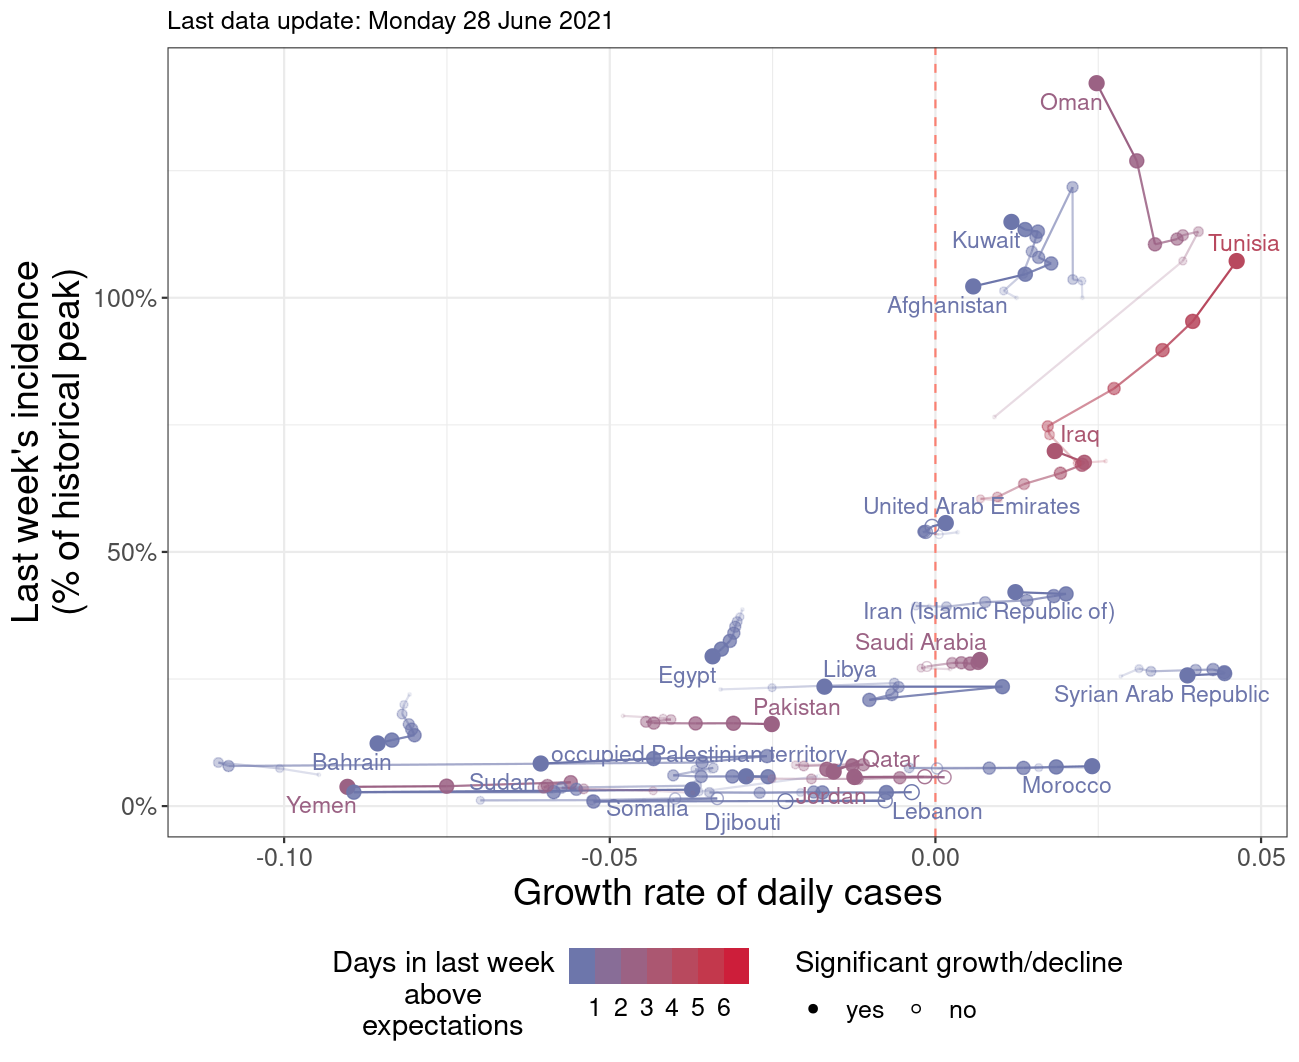 Last data update: Monday 28 June 2021
Last week's incidence
(% of historical peak)
100%
50%
0%
Oman
Tunisia
Kuwait
Afghanistan
Iraq
United Arab Emirates
Iran (Islamic Republic of)
Saudi Arabia
Egypt
Libya
Syrian Arab Republic
Pakistan
Bahrain
occupied Palestinian territory
Qatar
Sudan
Morocco
Yemen
Somalia
Jordan
Djibouti
Lebanon
-0.10
-0.05
0.00
0.05
Growth rate of daily cases
Days in last week
above
expectations
1 2 3 4 5 6
Significant growth/decline
yes
no